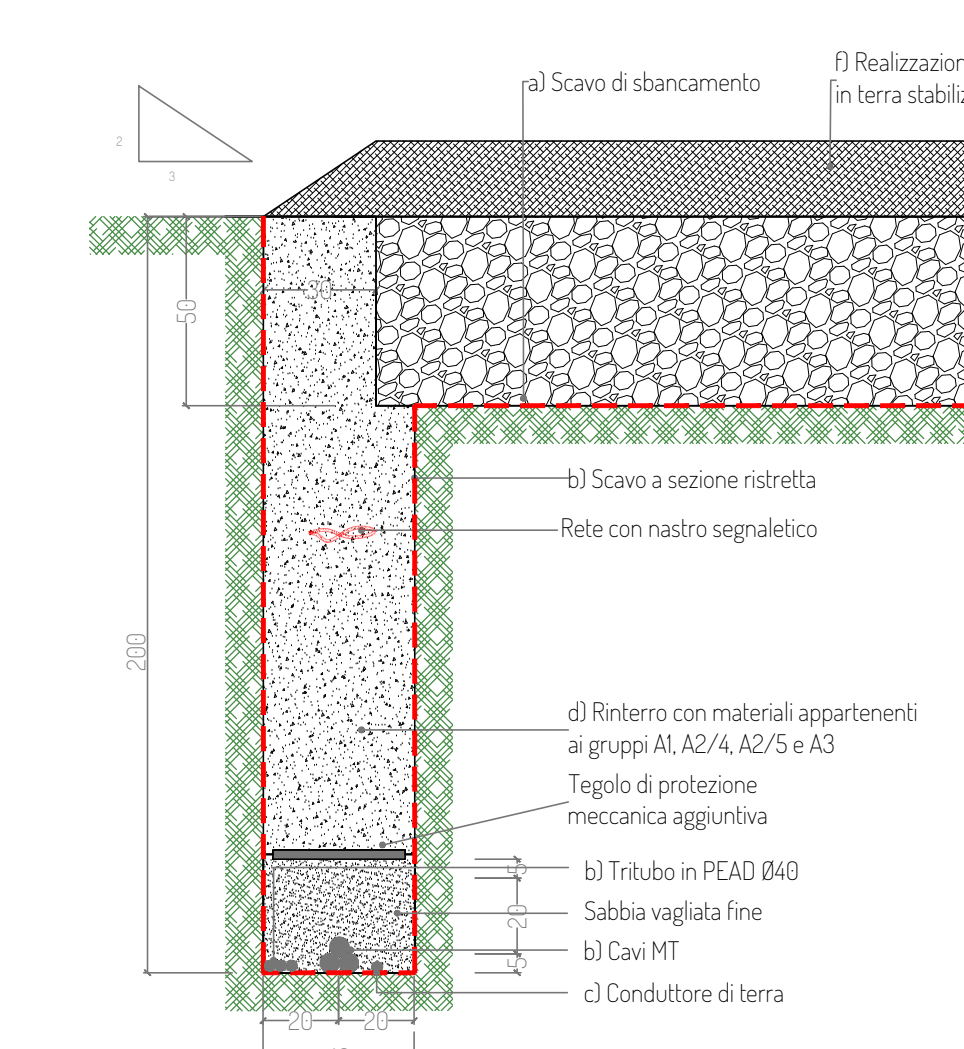 f) Realizzazion
a) Scavo di sbancamento
in terra stabiliz
2
3
30
50
b) Scavo a sezione ristretta
Rete con nastro segnaletico
200
d) Rinterro con materiali appartenenti
ai gruppi A1, A2/4, A2/5 e A3
Tegolo di protezione
meccanica aggiuntiva
5
b) Tritubo in PEAD Ø40
20
Sabbia vagliata fine
b) Cavi MT
5
c) Conduttore di terra
20
20